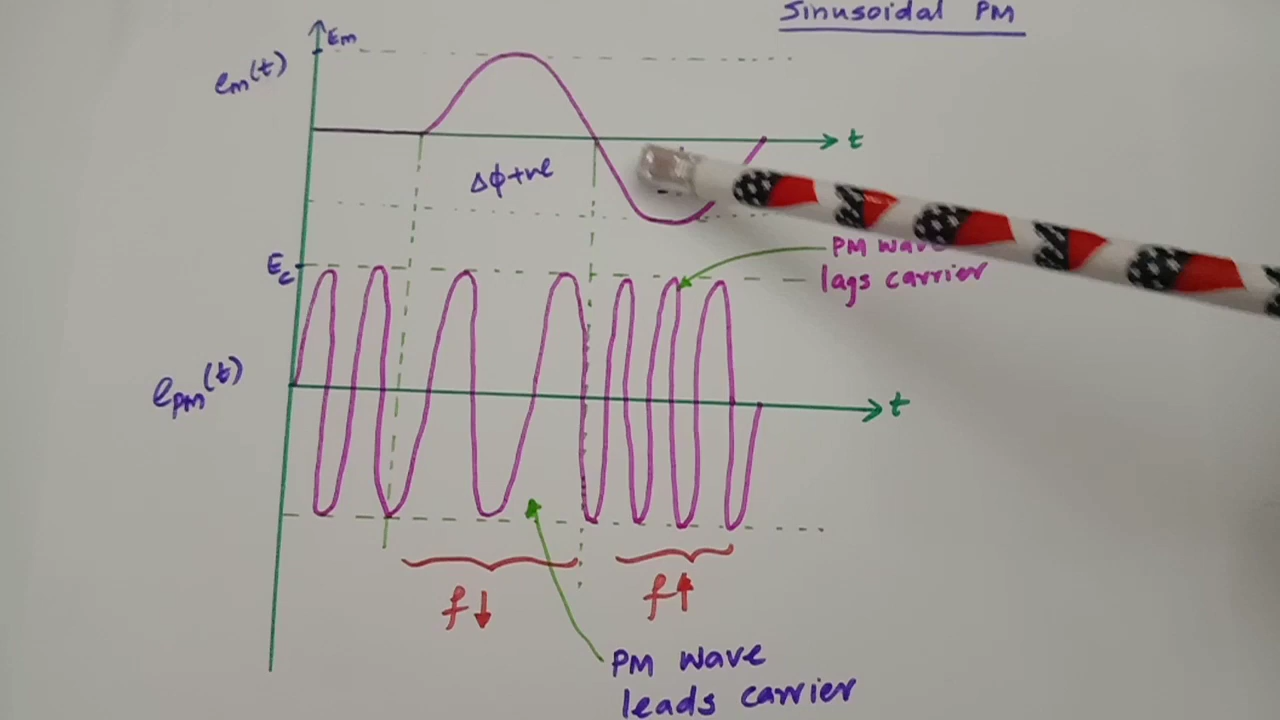 Sinusoidal PM
Em
em(t)
t
Δϕ+ve
PM wave
lags carrier
Ec
ePM(t)
t
f↓
f↑
PM wave
leads carrier